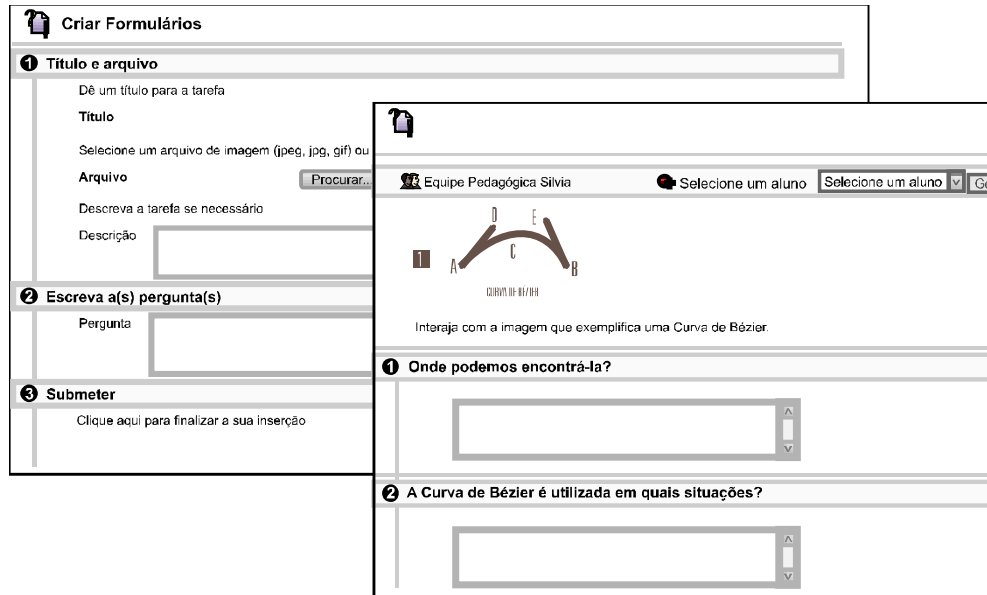 Criar Formulários
1 Título e arquivo
Dê um título para a tarefa
Título
Selecione um arquivo de imagem (jpeg, jpg, gif) ou
Arquivo Procurar...
Descreva a tarefa se necessário
Descrição
2 Escreva a(s) pergunta(s)
Pergunta
3 Submeter
Clique aqui para finalizar a sua inserção
Equipe Pedagógica Silvia Selecione um aluno Selecione um aluno
D E
1 A C B
CURVA DE BÉZIER
Interaja com a imagem que exemplifica uma Curva de Bézier.
1 Onde podemos encontrá-la?
2 A Curva de Bézier é utilizada em quais situações?